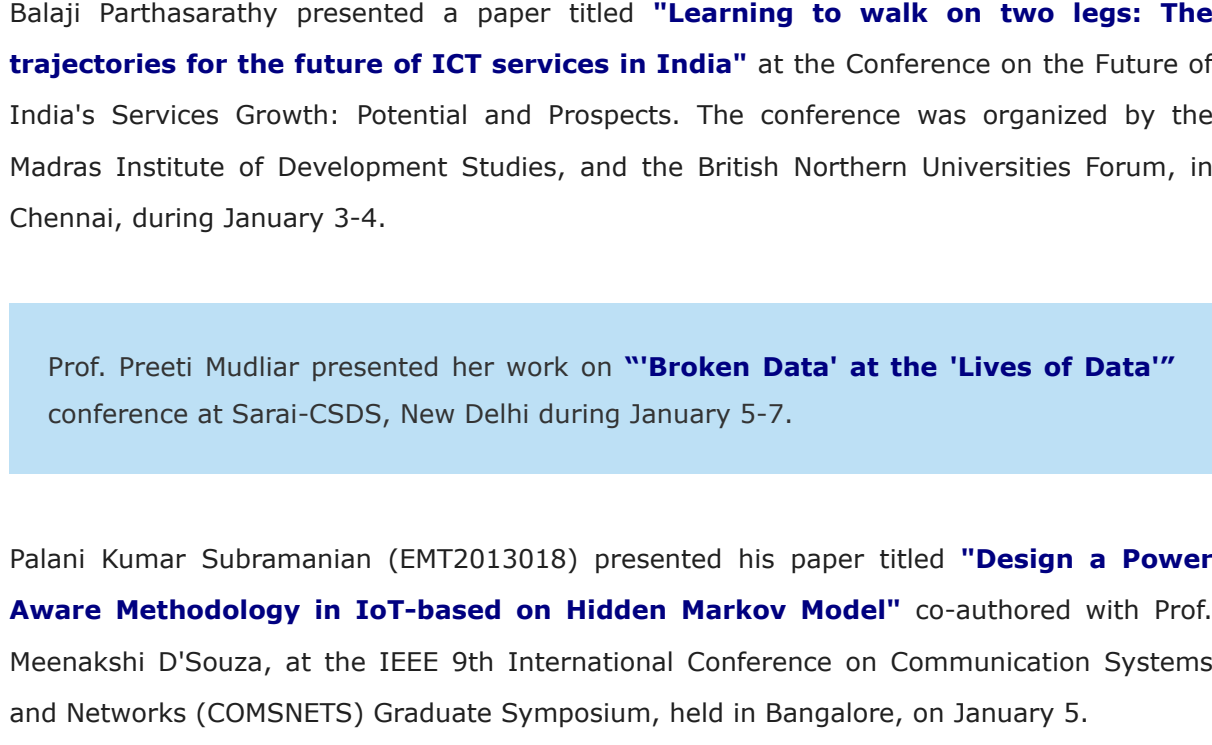 Balaji Parthasarathy presented a paper titled "Learning to walk on two legs: The
trajectories for the future of ICT services in India" at the Conference on the Future of
India's Services Growth: Potential and Prospects. The conference was organized by the
Madras Institute of Development Studies, and the British Northern Universities Forum, in
Chennai, during January 3-4.
Prof. Preeti Mudliar presented her work on “'Broken Data' at the 'Lives of Data'”
conference at Sarai-CSDS, New Delhi during January 5-7.
Palani Kumar Subramanian (EMT2013018) presented his paper titled "Design a Power
Aware Methodology in IoT-based on Hidden Markov Model" co-authored with Prof.
Meenakshi D'Souza, at the IEEE 9th International Conference on Communication Systems
and Networks (COMSNETS) Graduate Symposium, held in Bangalore, on January 5.